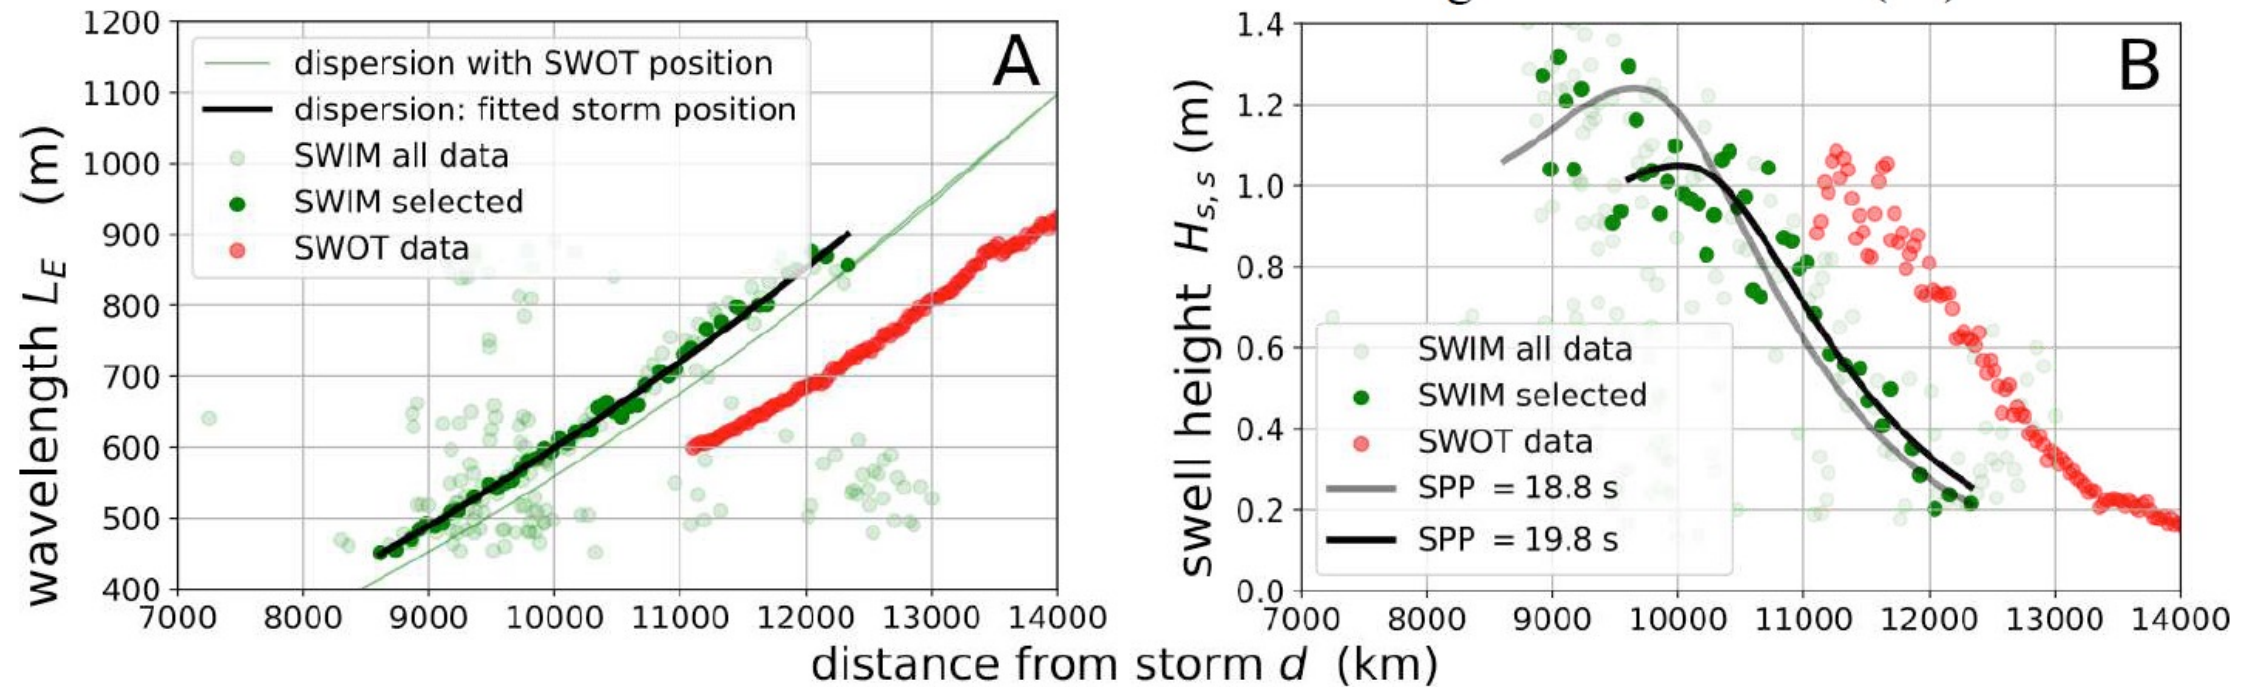 1200
1100
1000
900
800
700
600
500
400
wavelength L_E (m)
dispersion with SWOT position
dispersion: fitted storm position
SWIM all data
SWIM selected
SWOT data
A
7000 8000 9000 10000 11000 12000 13000 14000
1.4
1.2
1.0
0.8
0.6
0.4
0.2
0.0
swell height H_{s,s} (m)
B
SWIM all data
SWIM selected
SWOT data
SPP = 18.8 s
SPP = 19.8 s
7000 8000 9000 10000 11000 12000 13000 14000
distance from storm d (km)